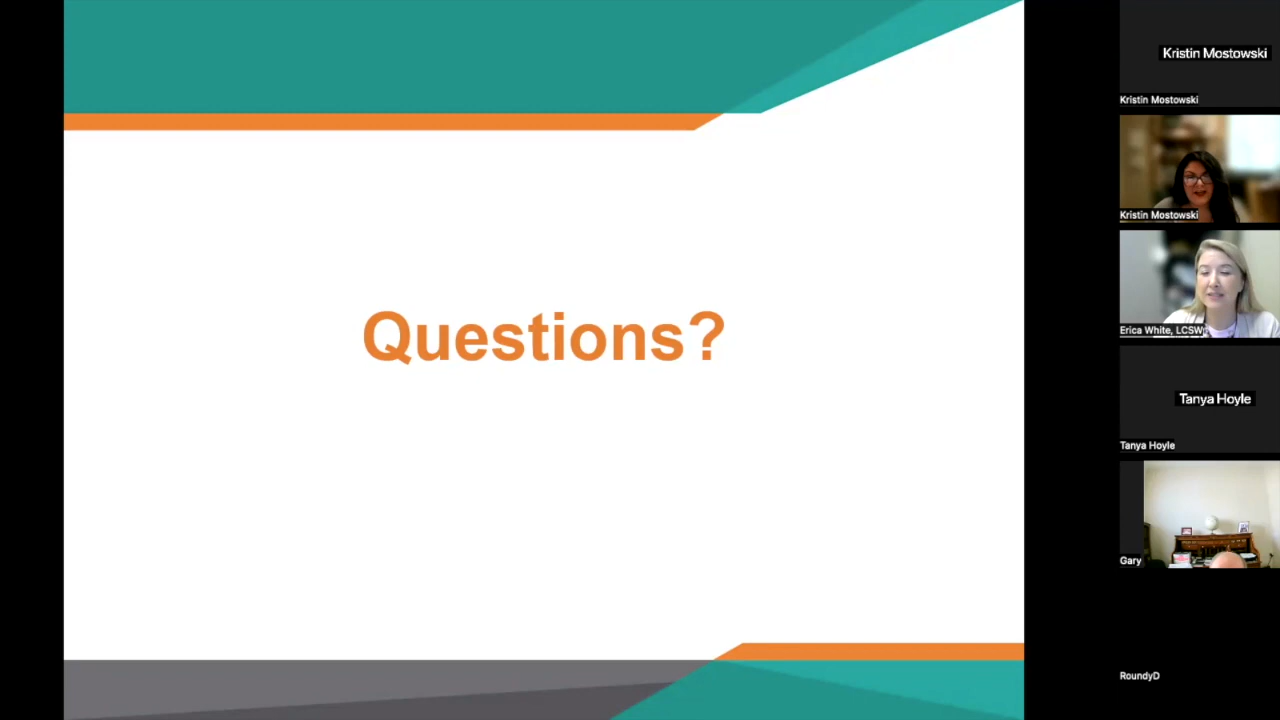 Questions?
Kristin Mostowski
Kristin Mostowski
Kristin Mostowski
Erica White, LCSW
Tanya Hoyle
Tanya Hoyle
Gary
RoundyD